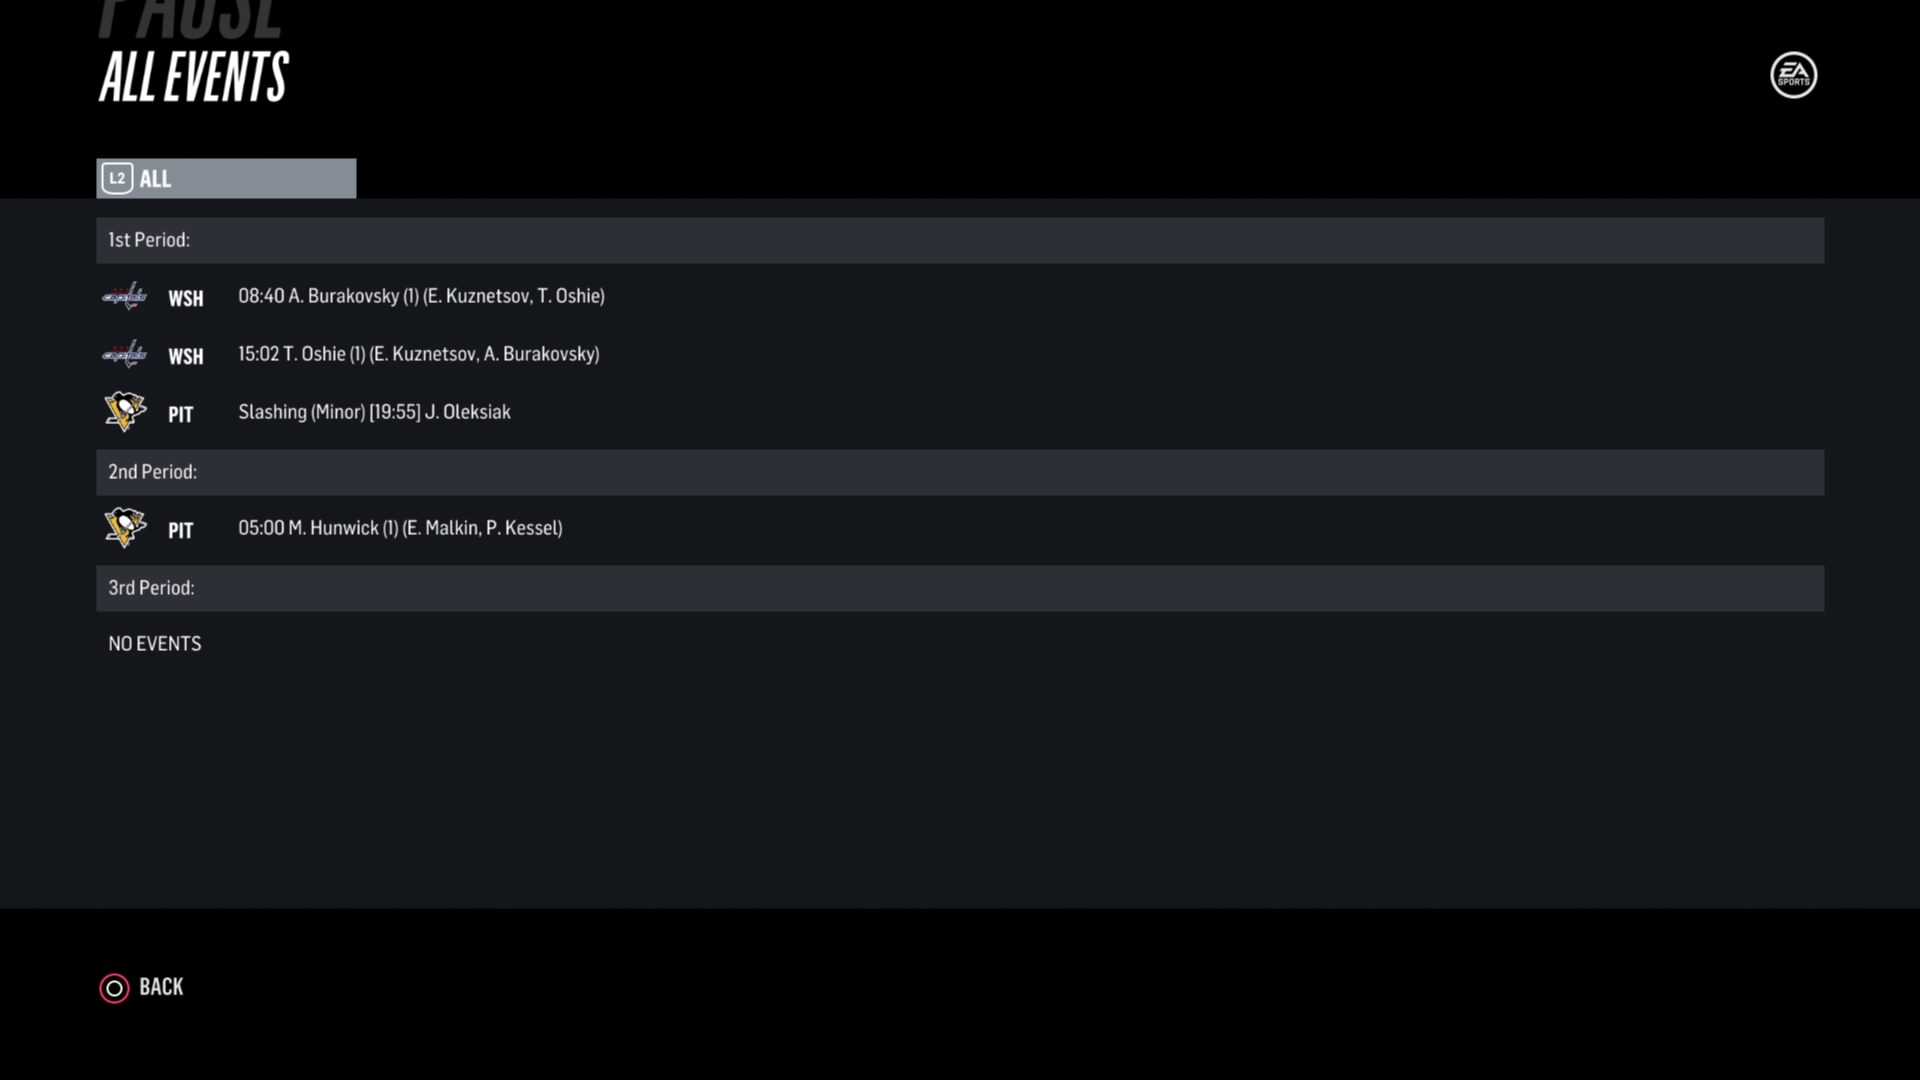 PAUSE
ALL EVENTS
EA
SPORTS
L2 ALL
1st Period:
capitals WSH 08:40 A. Burakovsky (1) (E. Kuznetsov, T. Oshie)
capitals WSH 15:02 T. Oshie (1) (E. Kuznetsov, A. Burakovsky)
PIT Slashing (Minor) [19:55] J. Oleksiak
2nd Period:
PIT 05:00 M. Hunwick (1) (E. Malkin, P. Kessel)
3rd Period:
NO EVENTS
BACK